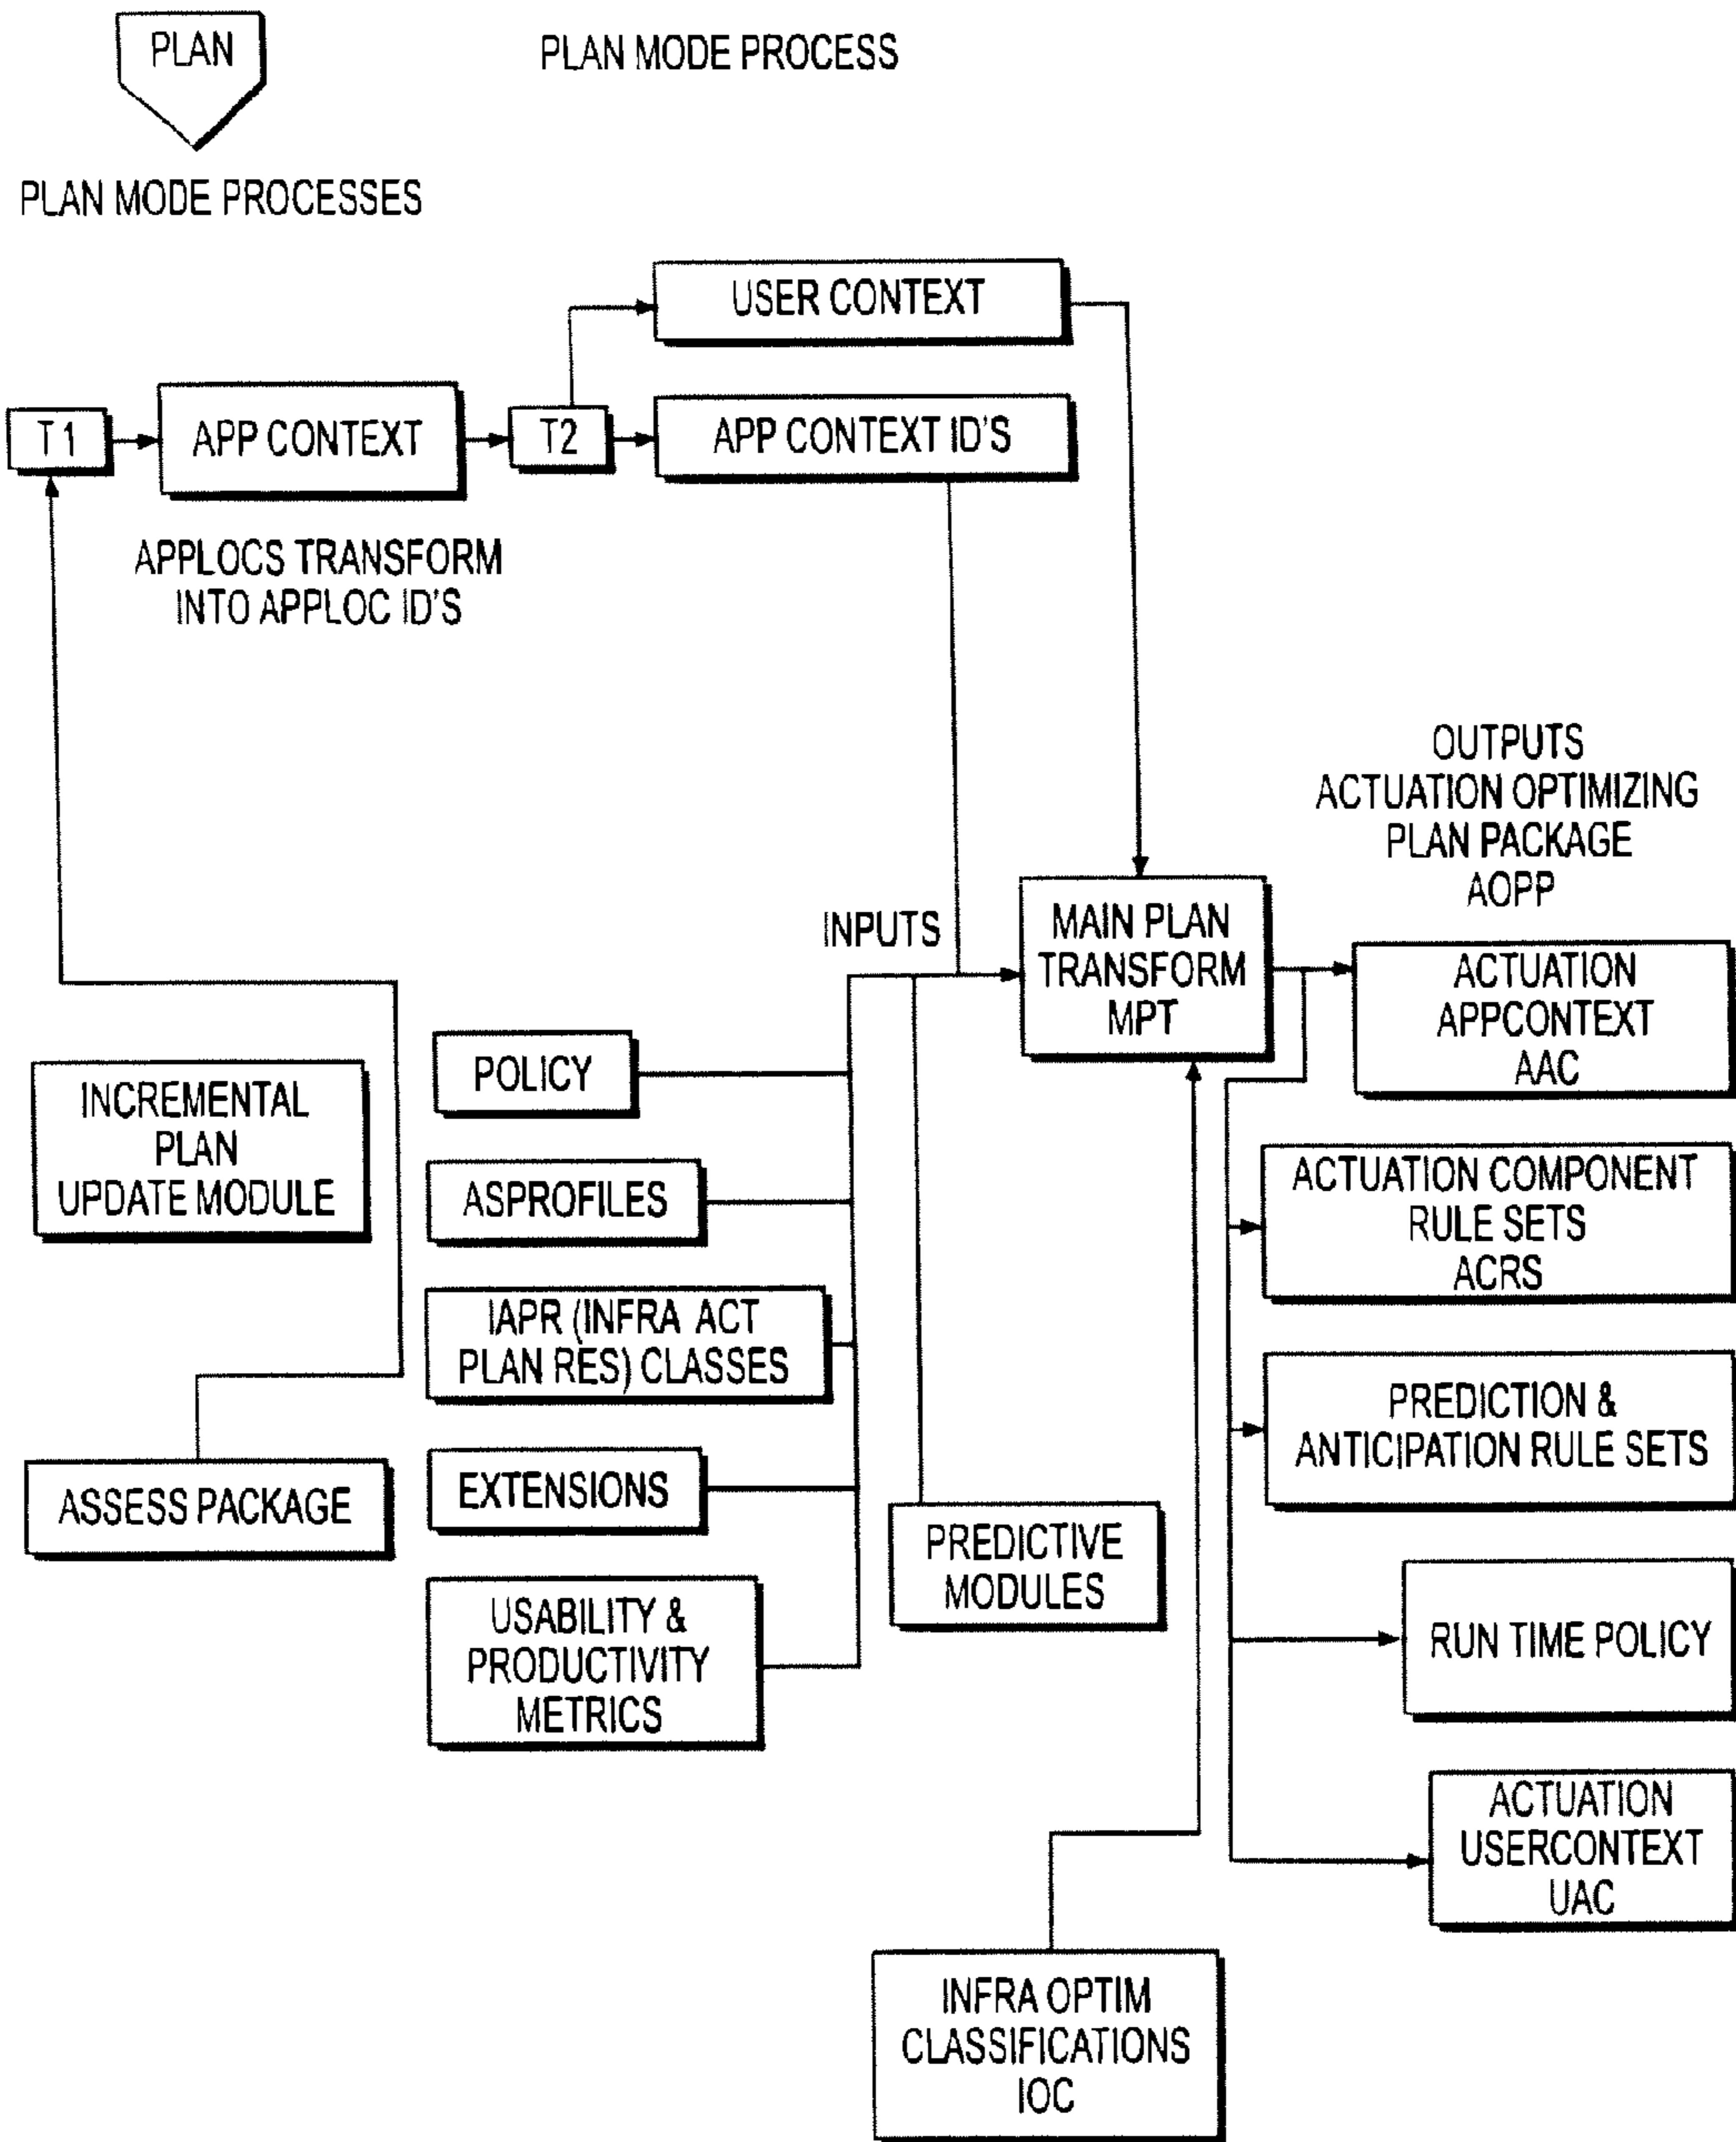 PLAN
PLAN MODE PROCESS
PLAN MODE PROCESSES
USER CONTEXT
T1
APP CONTEXT
T2
APP CONTEXT ID'S
APPLOCS TRANSFORM
INTO APPLOC ID'S
OUTPUTS
ACTUATION OPTIMIZING
PLAN PACKAGE
AOPP
INPUTS
MAIN PLAN
TRANSFORM
MPT
ACTUATION
APPCONTEXT
AAC
INCREMENTAL
PLAN
UPDATE MODULE
POLICY
ASPROFILES
IAPR (INFRA ACT
PLAN RES) CLASSES
EXTENSIONS
USABILITY &
PRODUCTIVITY
METRICS
ASSESS PACKAGE
PREDICTIVE
MODULES
ACTUATION COMPONENT
RULE SETS
ACRS
PREDICTION &
ANTICIPATION RULE SETS
RUN TIME POLICY
ACTUATION
USERCONTEXT
UAC
INFRA OPTIM
CLASSIFICATIONS
IOC